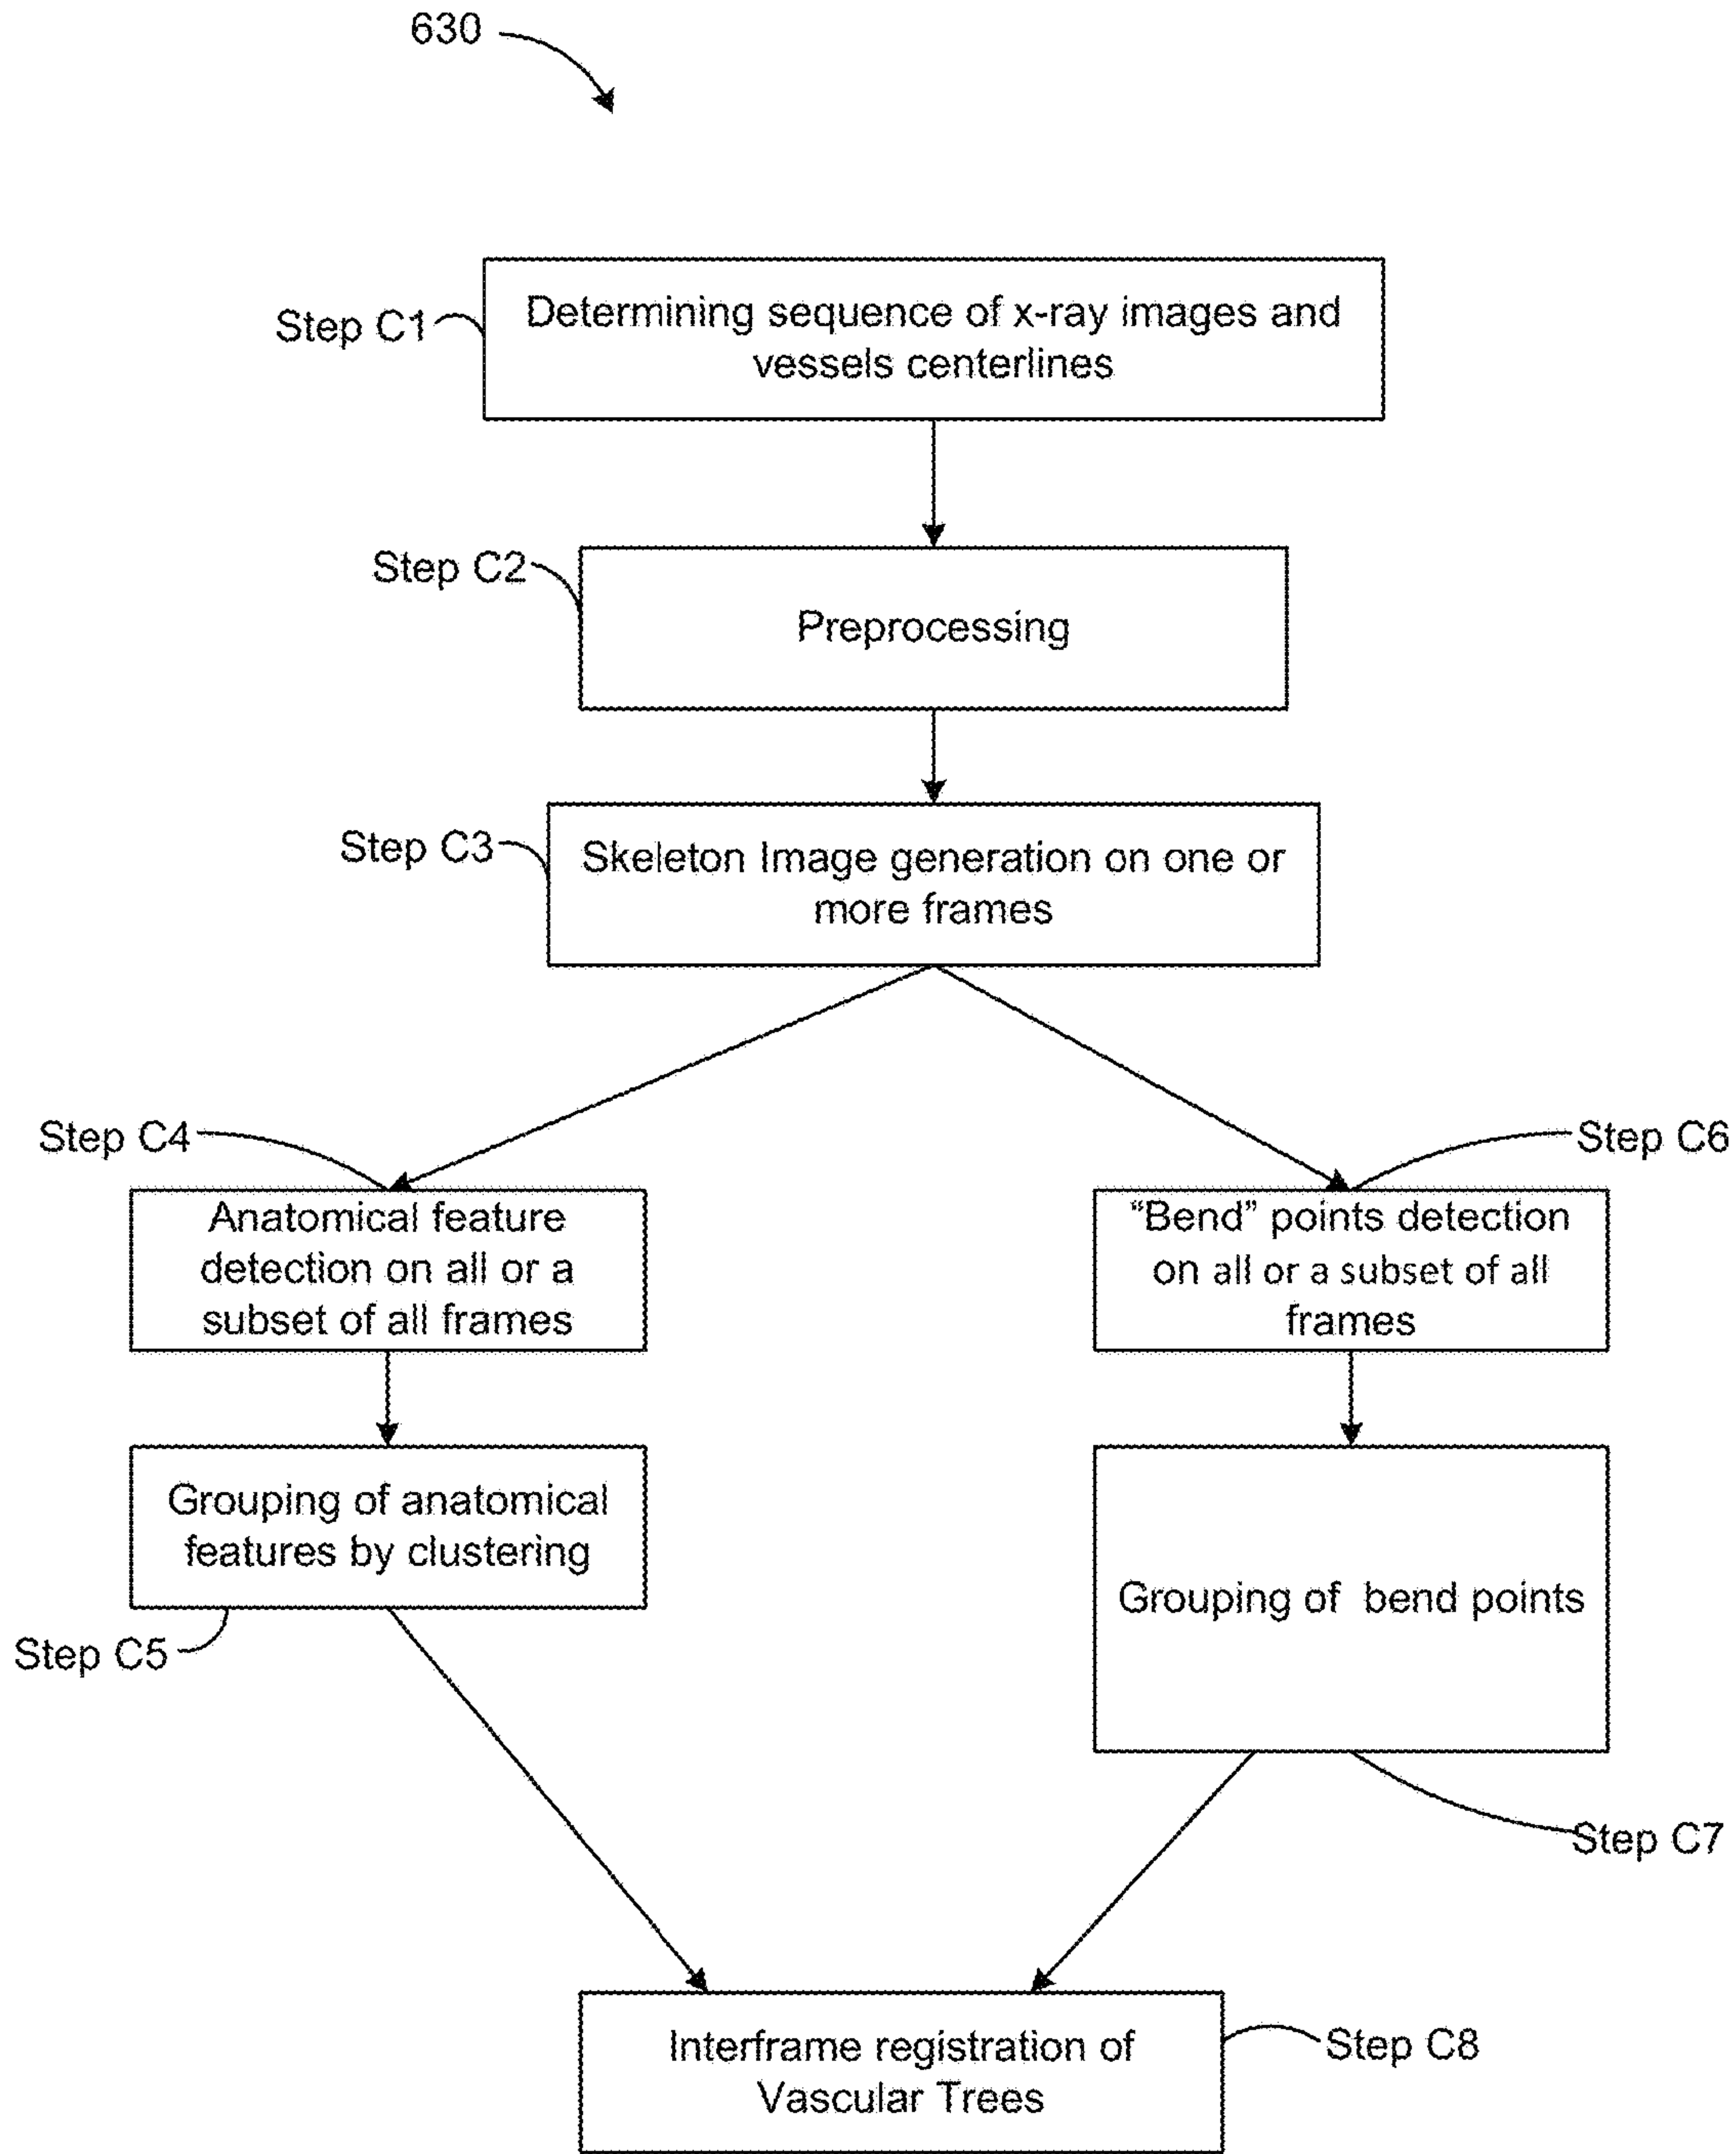 630
Step C1
Determining sequence of x-ray images and
vessels centerlines
Step C2
Preprocessing
Step C3
Skeleton Image generation on one or
more frames
Step C4
Anatomical feature
detection on all or a
subset of all frames
Step C6
“Bend” points detection
on all or a subset of all
frames
Grouping of anatomical
features by clustering
Step C5
Grouping of bend points
Step C7
Interframe registration of
Vascular Trees
Step C8